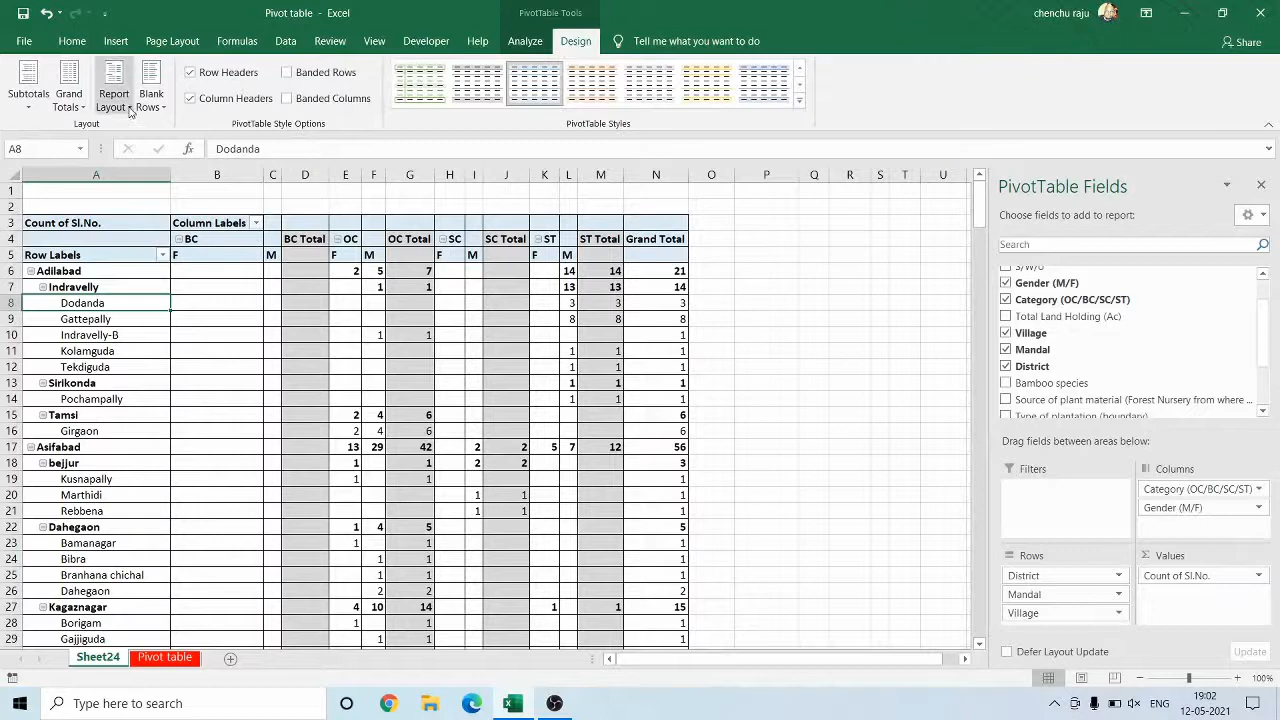 Pivot table - Excel
PivotTable Tools
chenchu raju
File Home Insert Page Layout Formulas Data Review View Developer Help Analyze Design Tell me what you want to do Share
Subtotals
Grand Totals
Report Layout
Blank Rows
Layout
Row Headers Banded Rows
Column Headers Banded Columns
PivotTable Style Options
PivotTable Styles
A8 fx Dodanda
A B C D E F G H I J K L M N O P Q R S T U
1
2
3 Count of Sl.No. Column Labels
4 BC BC Total OC OC Total SC SC Total ST ST Total Grand Total
5 Row Labels F M F M F M F M
6 Adilabad 2 5 7 14 14 21
7 Indravelly 1 1 13 13 14
8 Dodanda 3 3 3
9 Gattepally 8 8 8
10 Indravelly-B 1 1 1
11 Kolamguda 1 1 1
12 Tekdiguda 1 1 1
13 Sirikonda 1 1 1
14 Pochampally 1 1 1
15 Tamsi 2 4 6 6
16 Girgaon 2 4 6 6
17 Asifabad 13 29 42 2 2 5 7 12 56
18 bejjur 1 1 2 2 3
19 Kusnapally 1 1 1
20 Marthidi 1 1 1
21 Rebbena 1 1 1
22 Dahegaon 1 4 5 5
23 Bamanagar 1 1 1
24 Bibra 1 1 1
25 Branhana chichal 1 1 1
26 Dahegaon 2 2 2
27 Kagaznagar 4 10 14 1 1 15
28 Borigam 1 1 1
29 Gajjiguda 1 1 1
Sheet24 Pivot table
PivotTable Fields
Choose fields to add to report:
Search
S/W/o
Gender (M/F)
Category (OC/BC/SC/ST)
Total Land Holding (Ac)
Village
Mandal
District
Bamboo species
Source of plant material (Forest Nursery from where ...
Type of plantation (boundary)
Drag fields between areas below:
Filters
Columns
Category (OC/BC/SC/ST)
Gender (M/F)
Rows
District
Mandal
Village
Σ Values
Count of Sl.No.
Defer Layout Update Update
100%
Type here to search
ENG
19:02
12-05-2021